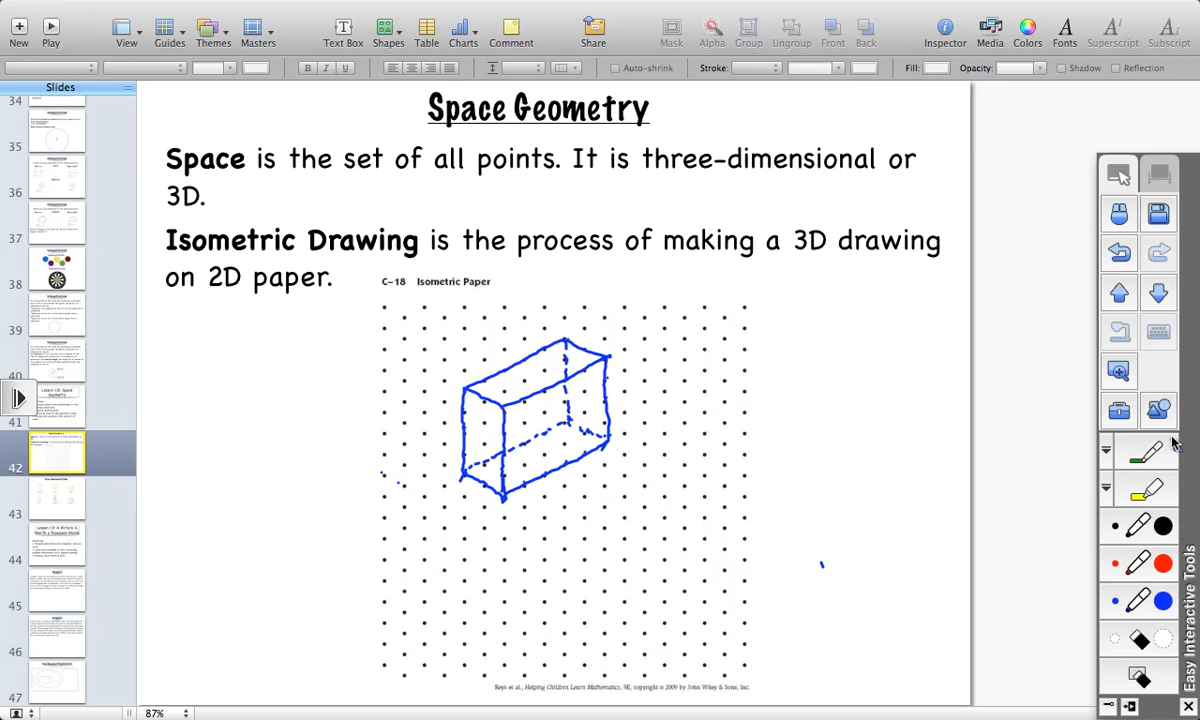 New Play View Guides Themes Masters Text Box Shapes Table Charts Comment Share Mask Alpha Group Ungroup Front Back Inspector Media Colors Fonts Superscript Subscript
B I U Auto-shrink Stroke: Fill: Opacity: Shadow Reflection
Slides
34
35
36
37
38
39
40
41
42
43
44
45
46
47
Space Geometry
Space is the set of all points. It is three-dimensional or
3D.
Isometric Drawing is the process of making a 3D drawing
on 2D paper.
C-18 Isometric Paper
Reys et al., Helping Children Learn Mathematics, 9E, copyright © 2009 by John Wiley & Sons, Inc.
87%
Easy Interactive Tools